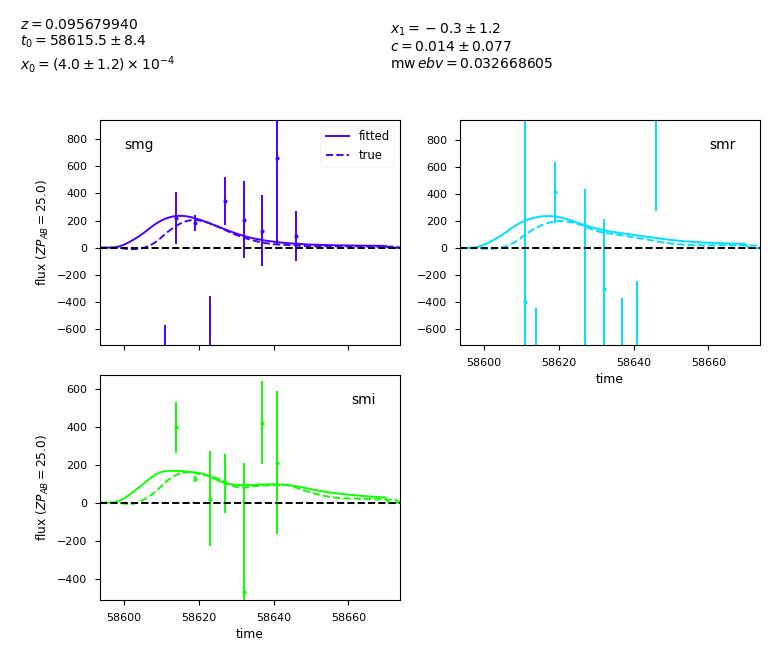 z = 0.095679940
t₀ = 58615.5 ± 8.4
x₀ = (4.0 ± 1.2) × 10⁻⁴
x₁ = −0.3 ± 1.2
c = 0.014 ± 0.077
mw ebv = 0.032668605
smg
fitted
true
800
600
400
200
0
−200
−400
−600
flux (ZP_AB = 25.0)
smr
800
600
400
200
0
−200
−400
−600
58600 58620 58640 58660
time
smi
600
400
200
0
−200
−400
flux (ZP_AB = 25.0)
58600 58620 58640 58660
time